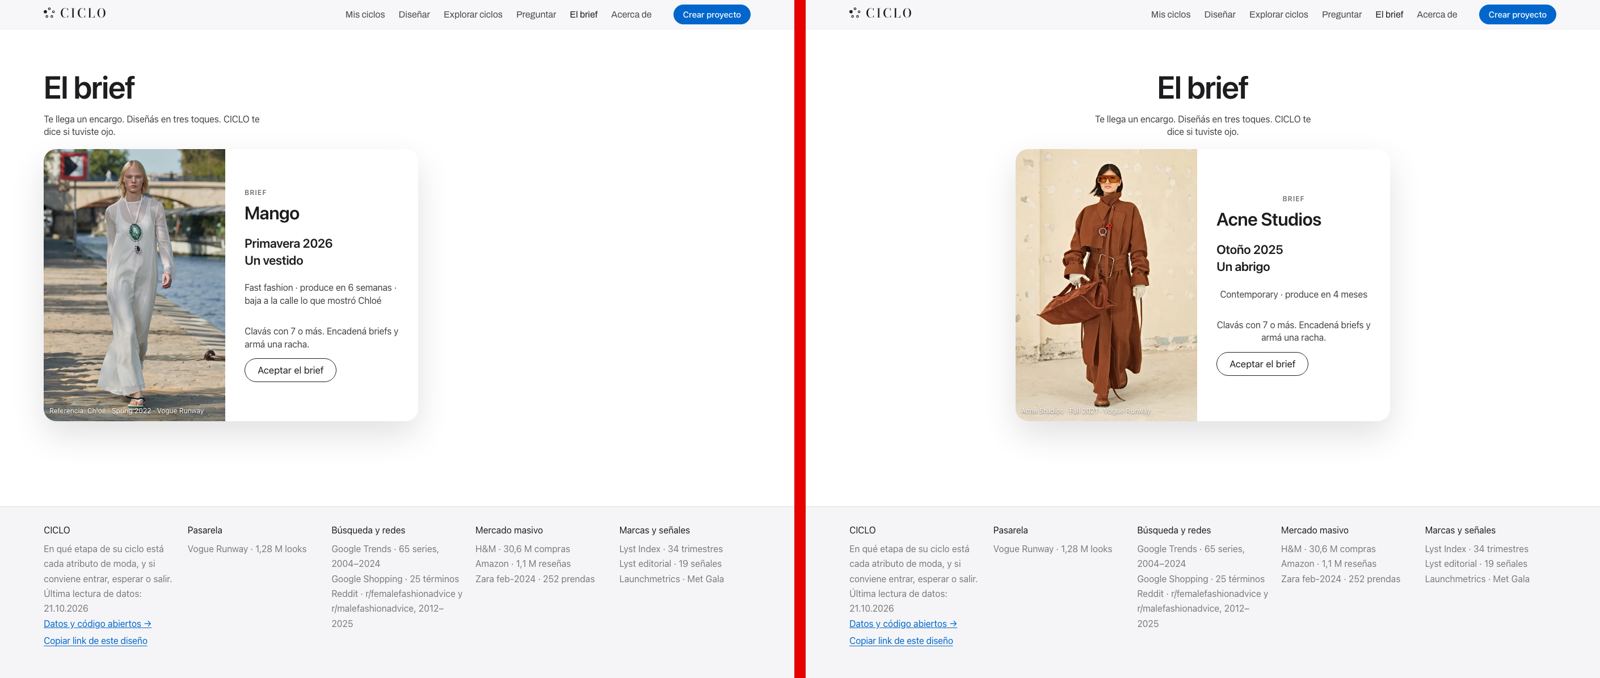 CICLO
Mis ciclos
Diseñar
Explorar ciclos
Preguntar
El brief
Acerca de
Crear proyecto
El brief
Te llega un encargo. Diseñás en tres toques. CICLO te
dice si tuviste ojo.
BRIEF
Mango
Primavera 2026
Un vestido
Fast fashion · produce en 6 semanas ·
baja a la calle lo que mostró Chloé
Clavás con 7 o más. Encadená briefs y
armá una racha.
Aceptar el brief
Referencia: Chloé · Spring 2022 · Vogue Runway
CICLO
En qué etapa de su ciclo está
cada atributo de moda, y si
conviene entrar, esperar o salir.
Última lectura de datos:
21.10.2026
Datos y código abiertos →
Copiar link de este diseño
Pasarela
Vogue Runway · 1,28 M looks
Búsqueda y redes
Google Trends · 65 series,
2004–2024
Google Shopping · 25 términos
Reddit · r/femalefashionadvice y
r/malefashionadvice, 2012–
2025
Mercado masivo
H&M · 30,6 M compras
Amazon · 1,1 M reseñas
Zara feb–2024 · 252 prendas
Marcas y señales
Lyst Index · 34 trimestres
Lyst editorial · 19 señales
Launchmetrics · Met Gala
CICLO
Mis ciclos
Diseñar
Explorar ciclos
Preguntar
El brief
Acerca de
Crear proyecto
El brief
Te llega un encargo. Diseñás en tres toques. CICLO te
dice si tuviste ojo.
BRIEF
Acne Studios
Otoño 2025
Un abrigo
Contemporary · produce en 4 meses
Clavás con 7 o más. Encadená briefs y
armá una racha.
Aceptar el brief
Acne Studios · Fall 2021 · Vogue Runway
CICLO
En qué etapa de su ciclo está
cada atributo de moda, y si
conviene entrar, esperar o salir.
Última lectura de datos:
21.10.2026
Datos y código abiertos →
Copiar link de este diseño
Pasarela
Vogue Runway · 1,28 M looks
Búsqueda y redes
Google Trends · 65 series,
2004–2024
Google Shopping · 25 términos
Reddit · r/femalefashionadvice y
r/malefashionadvice, 2012–
2025
Mercado masivo
H&M · 30,6 M compras
Amazon · 1,1 M reseñas
Zara feb–2024 · 252 prendas
Marcas y señales
Lyst Index · 34 trimestres
Lyst editorial · 19 señales
Launchmetrics · Met Gala